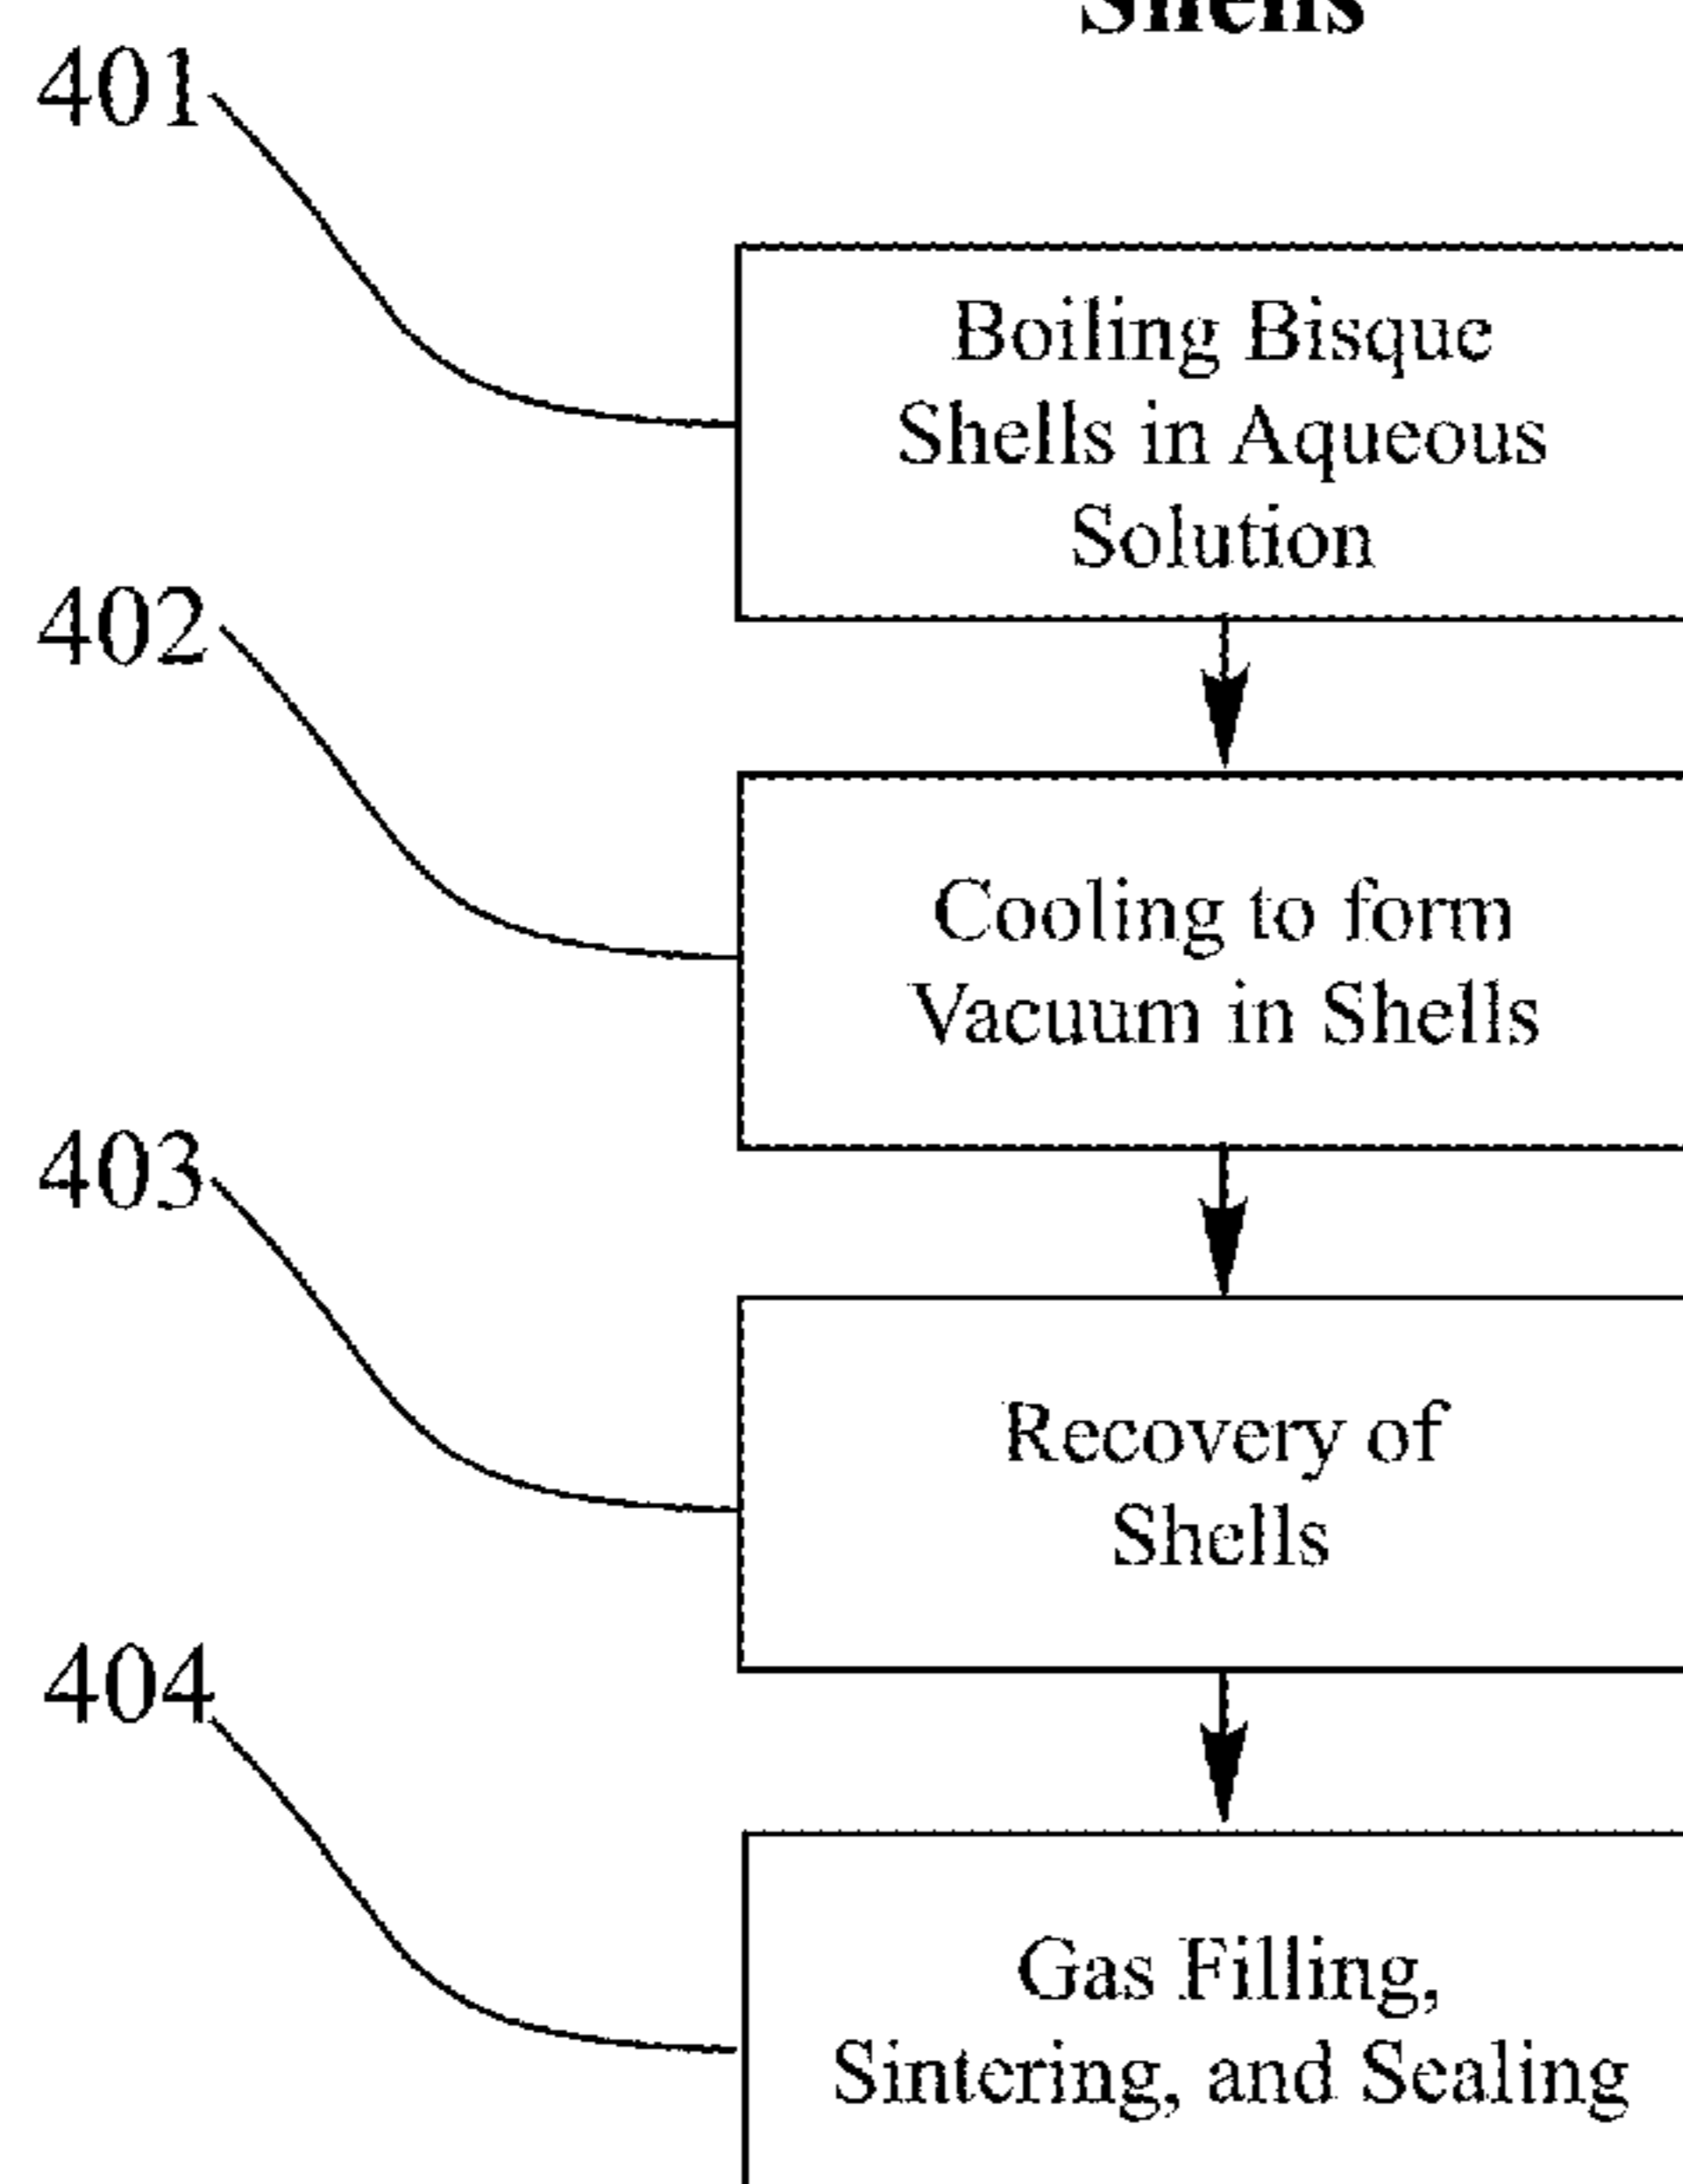 Shells
401
Boiling Bisque
Shells in Aqueous
Solution
402
Cooling to form
Vacuum in Shells
403
Recovery of
Shells
404
Gas Filling,
Sintering, and Sealing